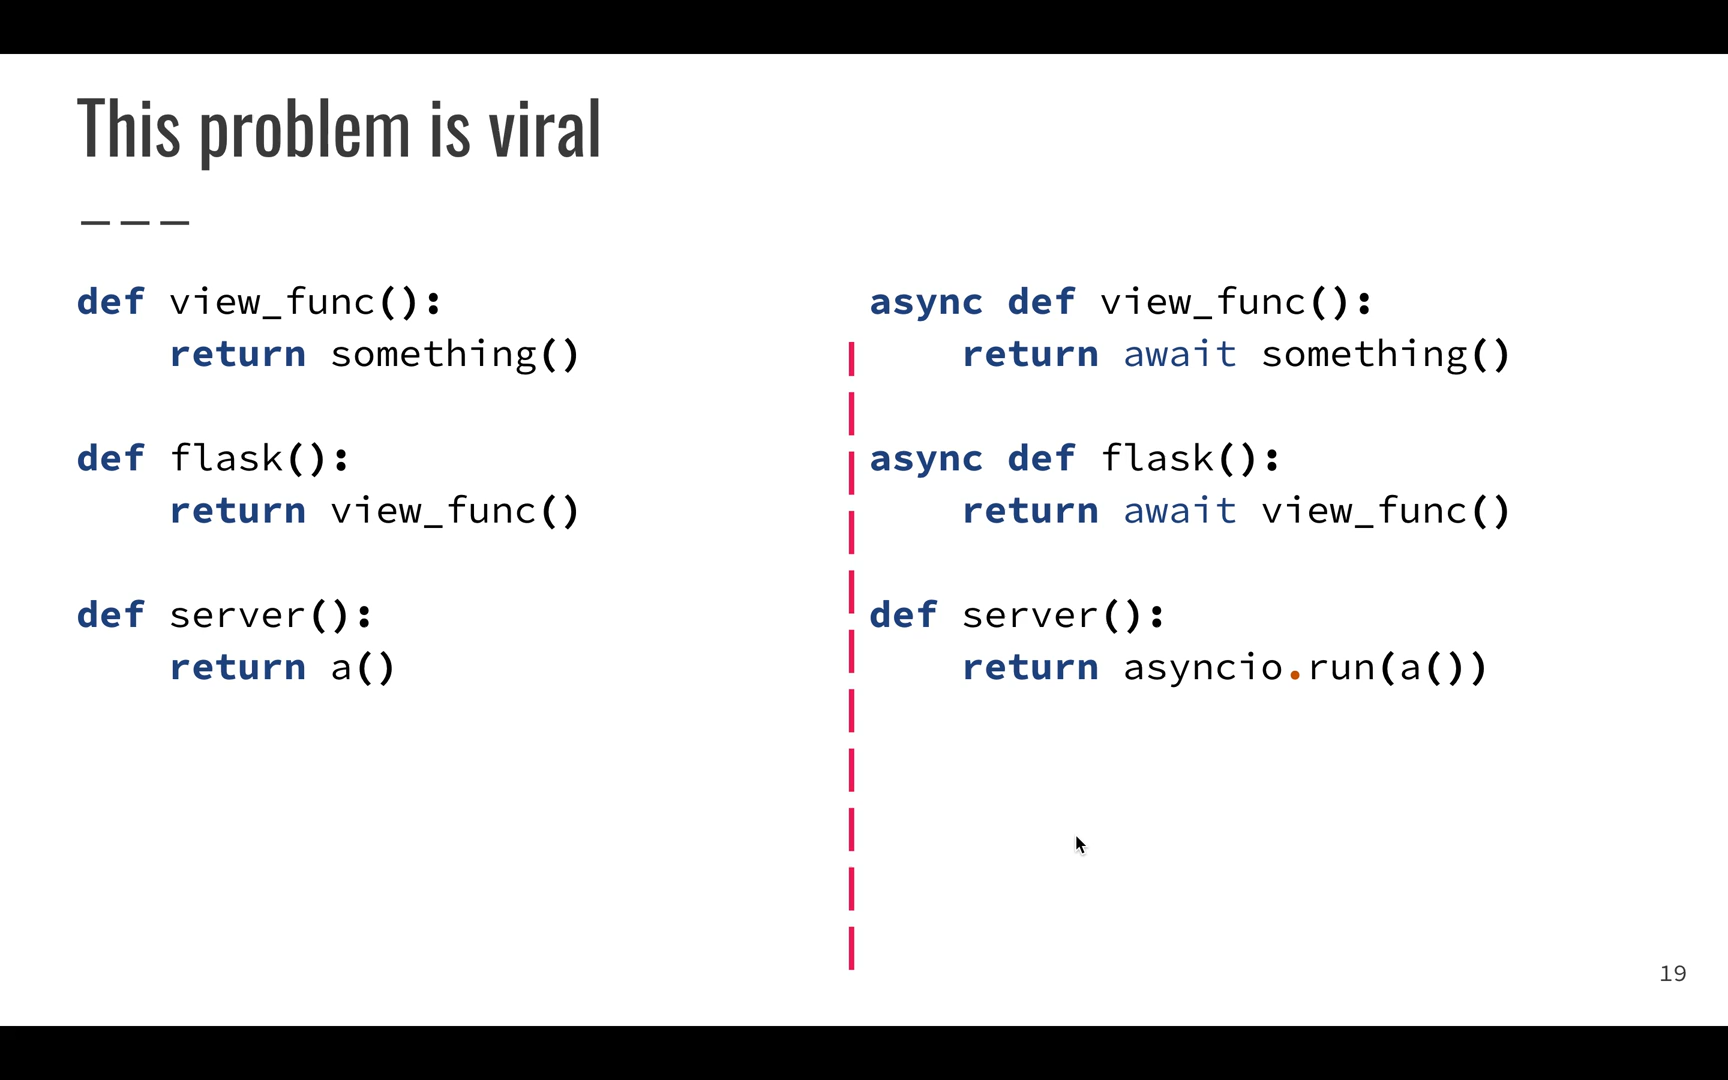 This problem is viral
———
def view_func():
    return something()
def flask():
    return view_func()
def server():
    return a()
async def view_func():
    return await something()
async def flask():
    return await view_func()
def server():
    return asyncio.run(a())
19